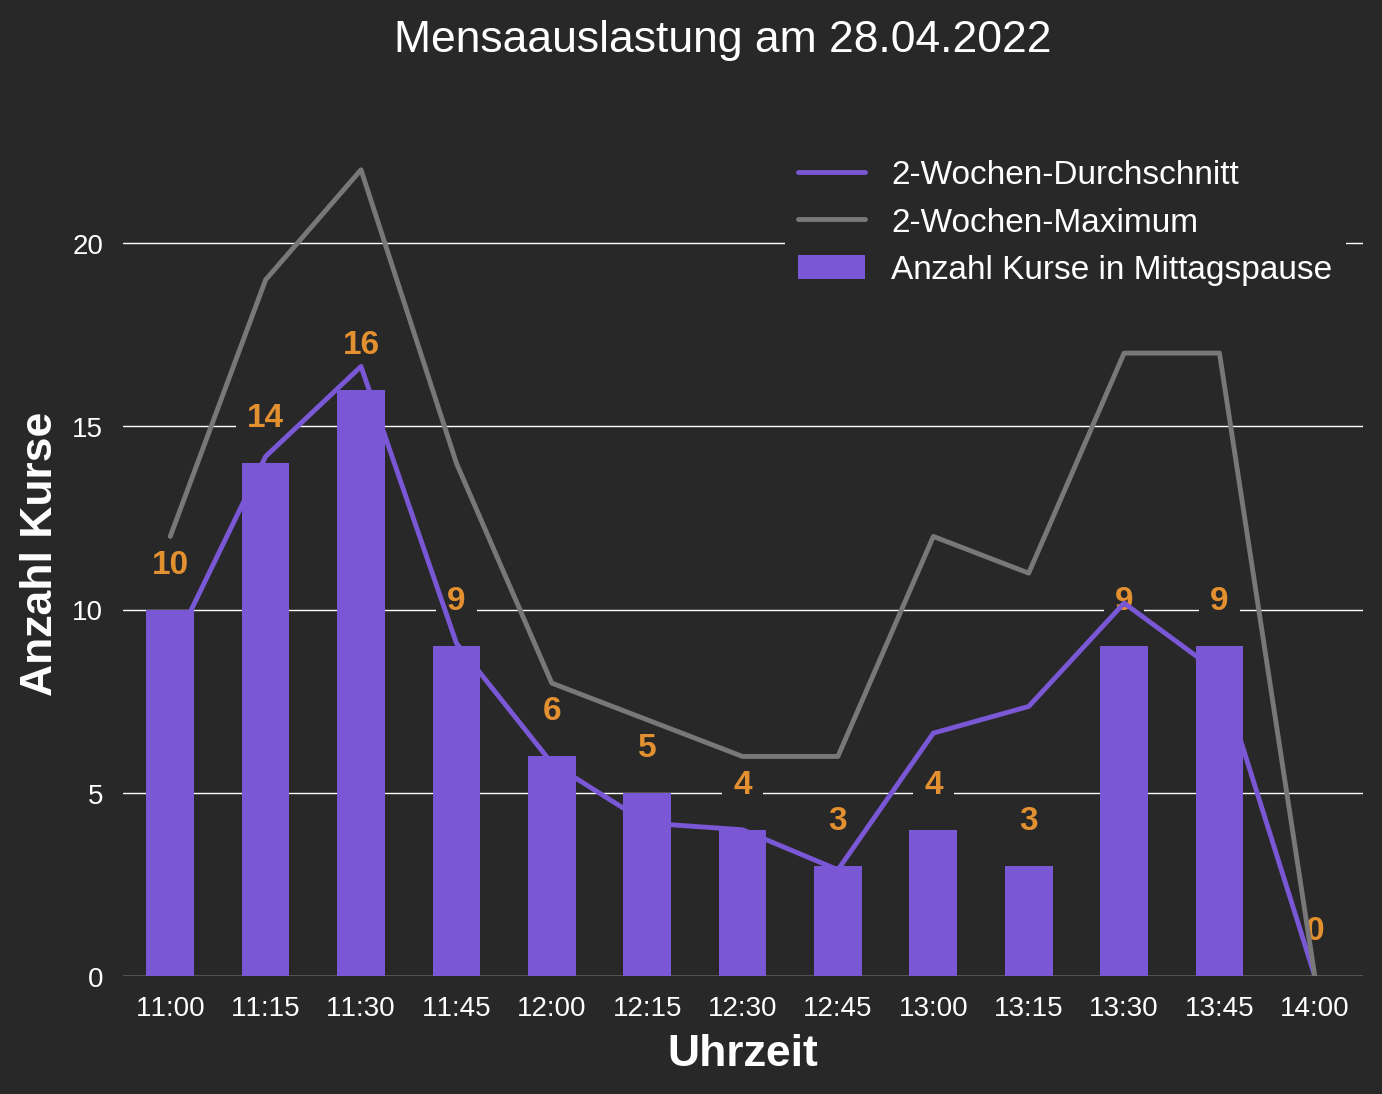 Mensaauslastung am 28.04.2022
2-Wochen-Durchschnitt
2-Wochen-Maximum
Anzahl Kurse in Mittagspause
Anzahl Kurse
20
15
10
5
0
10
14
16
9
6
5
4
3
4
3
9
9
0
11:00 11:15 11:30 11:45 12:00 12:15 12:30 12:45 13:00 13:15 13:30 13:45 14:00
Uhrzeit